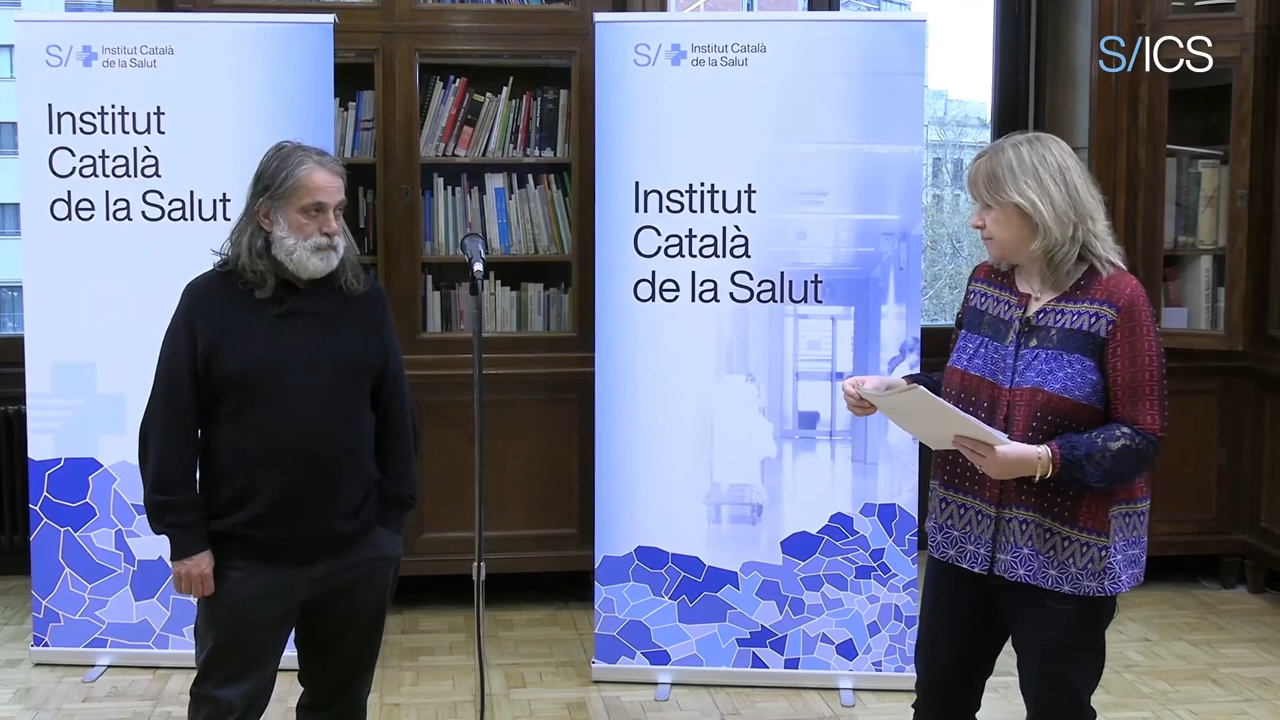 S/ Institut Català
de la Salut
Institut
Català
de la Salut
S/ Institut Català
de la Salut
Institut
Català
de la Salut
S/ICS